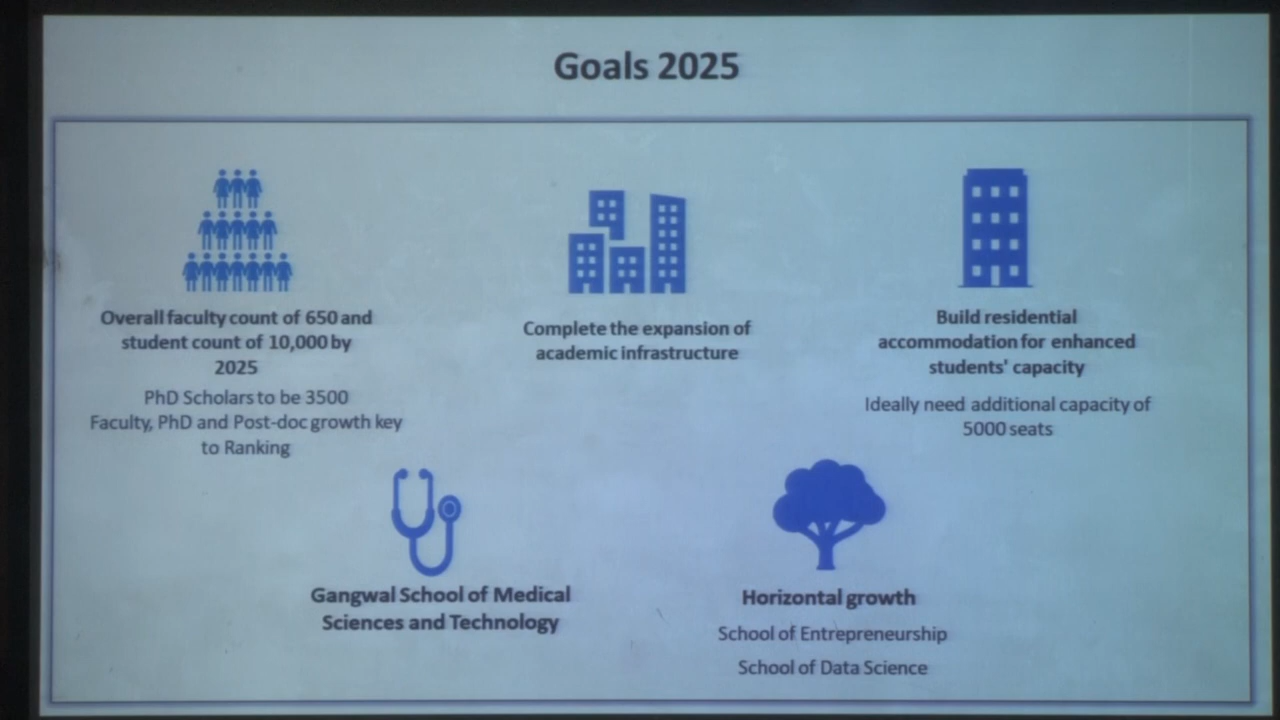 Goals 2025
Overall faculty count of 650 and
student count of 10,000 by
2025
PhD Scholars to be 3500
Faculty, PhD and Post-doc growth key
to Ranking
Complete the expansion of
academic infrastructure
Build residential
accommodation for enhanced
students' capacity
Ideally need additional capacity of
5000 seats
Gangwal School of Medical
Sciences and Technology
Horizontal growth
School of Entrepreneurship
School of Data Science